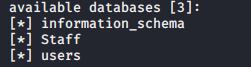 available databases [3]:
[*] information_schema
[*] Staff
[*] users